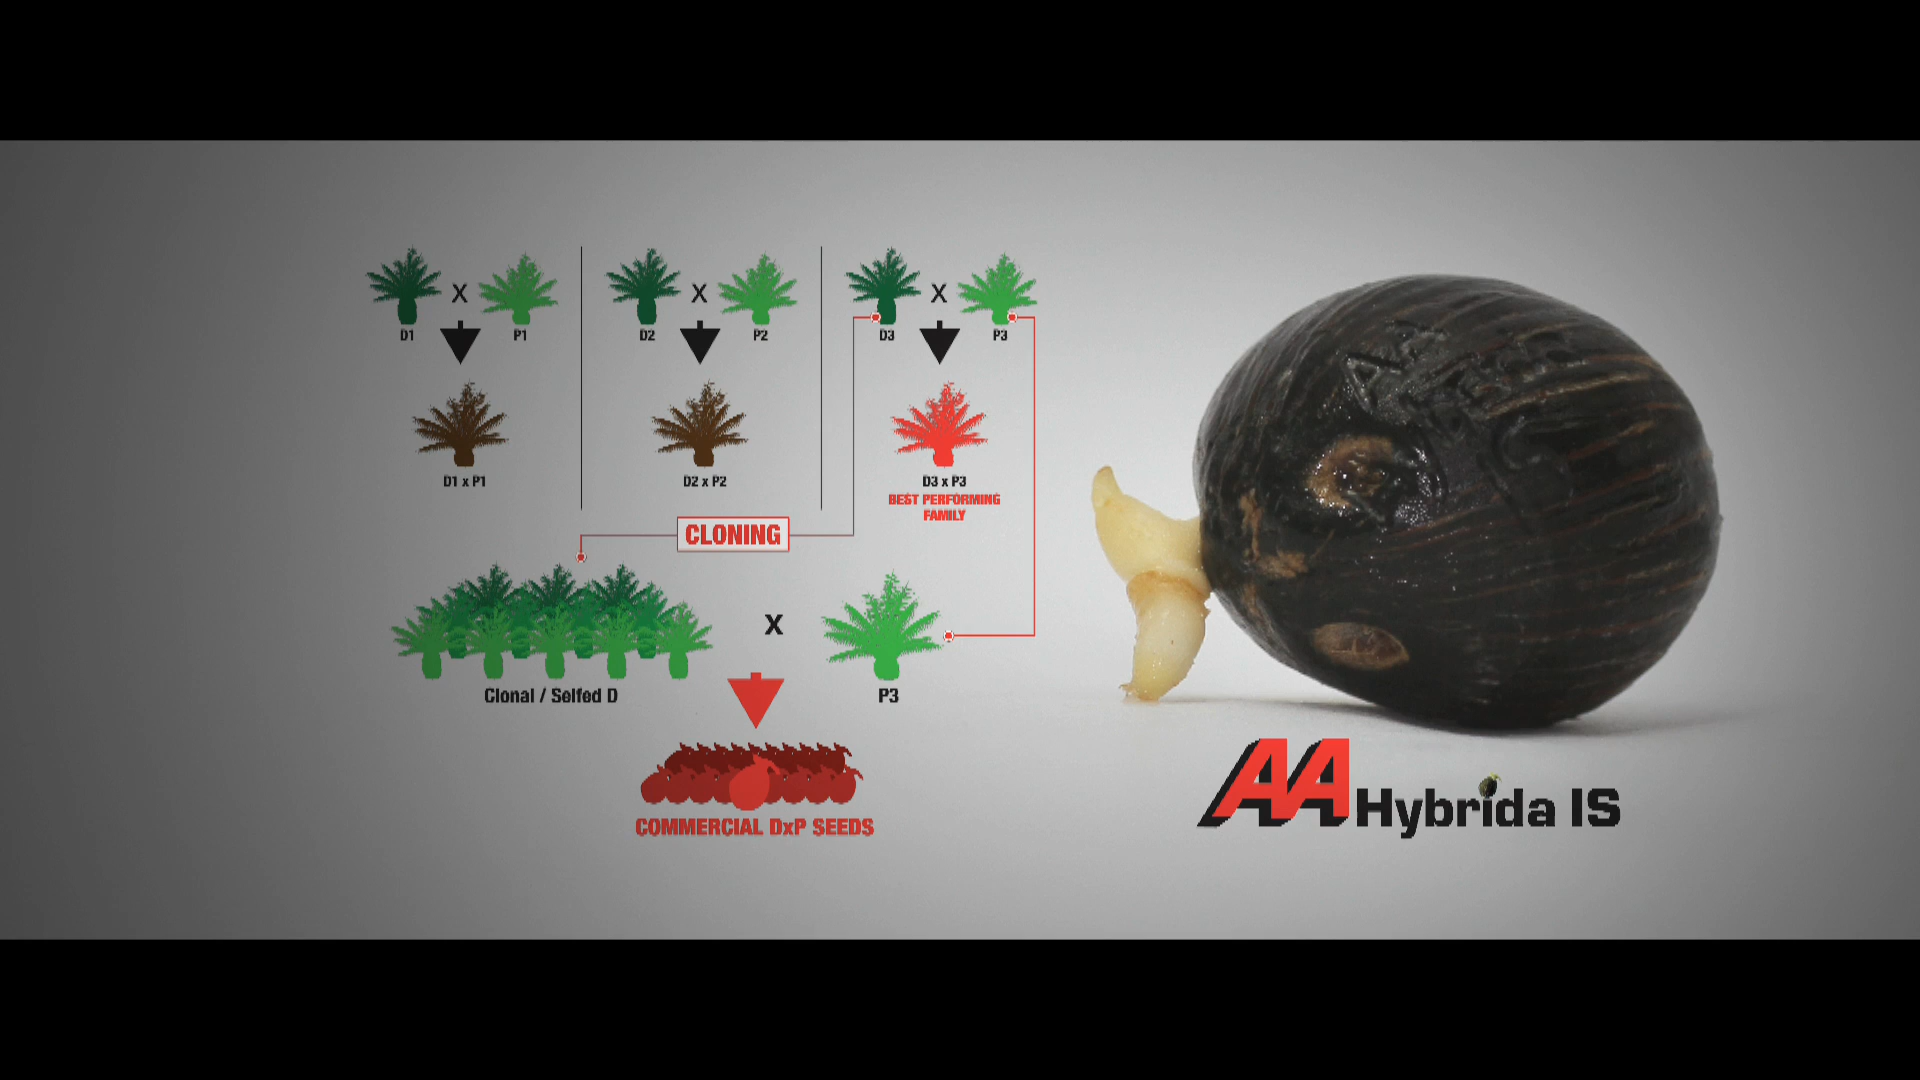 D1 X P1
D2 X P2
D3 X P3
D1 x P1
D2 x P2
D3 x P3
BEST PERFORMING
FAMILY
CLONING
Clonal / Selfed D
X
P3
COMMERCIAL DxP SEEDS
AA Hybrida IS